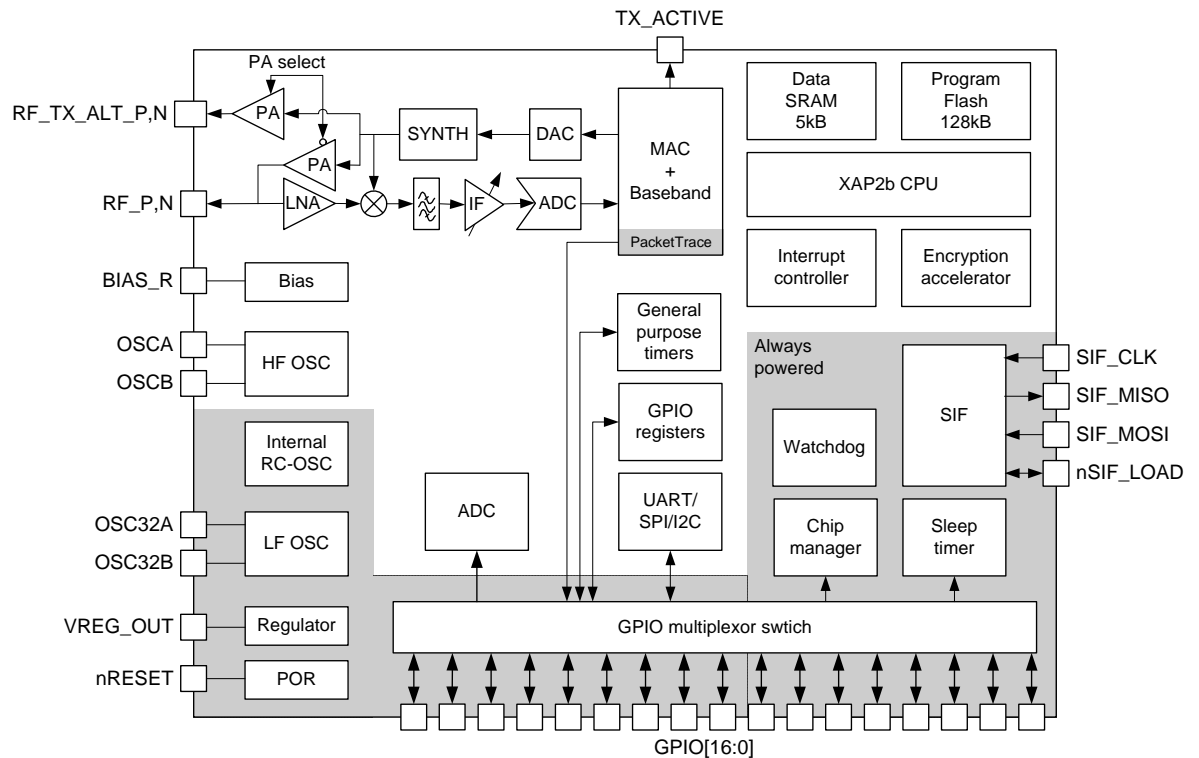 TX_ACTIVE
PA select
RF_TX_ALT_P,N
PA
SYNTH
DAC
MAC
+
Baseband
PacketTrace
Data
SRAM
5kB
Program
Flash
128kB
PA
RF_P,N
LNA
IF
ADC
XAP2b CPU
BIAS_R
Bias
Interrupt
controller
Encryption
accelerator
OSCA
OSCB
HF OSC
General
purpose
timers
Always
powered
SIF
SIF_CLK
SIF_MISO
SIF_MOSI
nSIF_LOAD
Internal
RC-OSC
GPIO
registers
Watchdog
OSC32A
OSC32B
LF OSC
ADC
UART/
SPI/I2C
Chip
manager
Sleep
timer
VREG_OUT
Regulator
GPIO multiplexor swtich
nRESET
POR
GPIO[16:0]